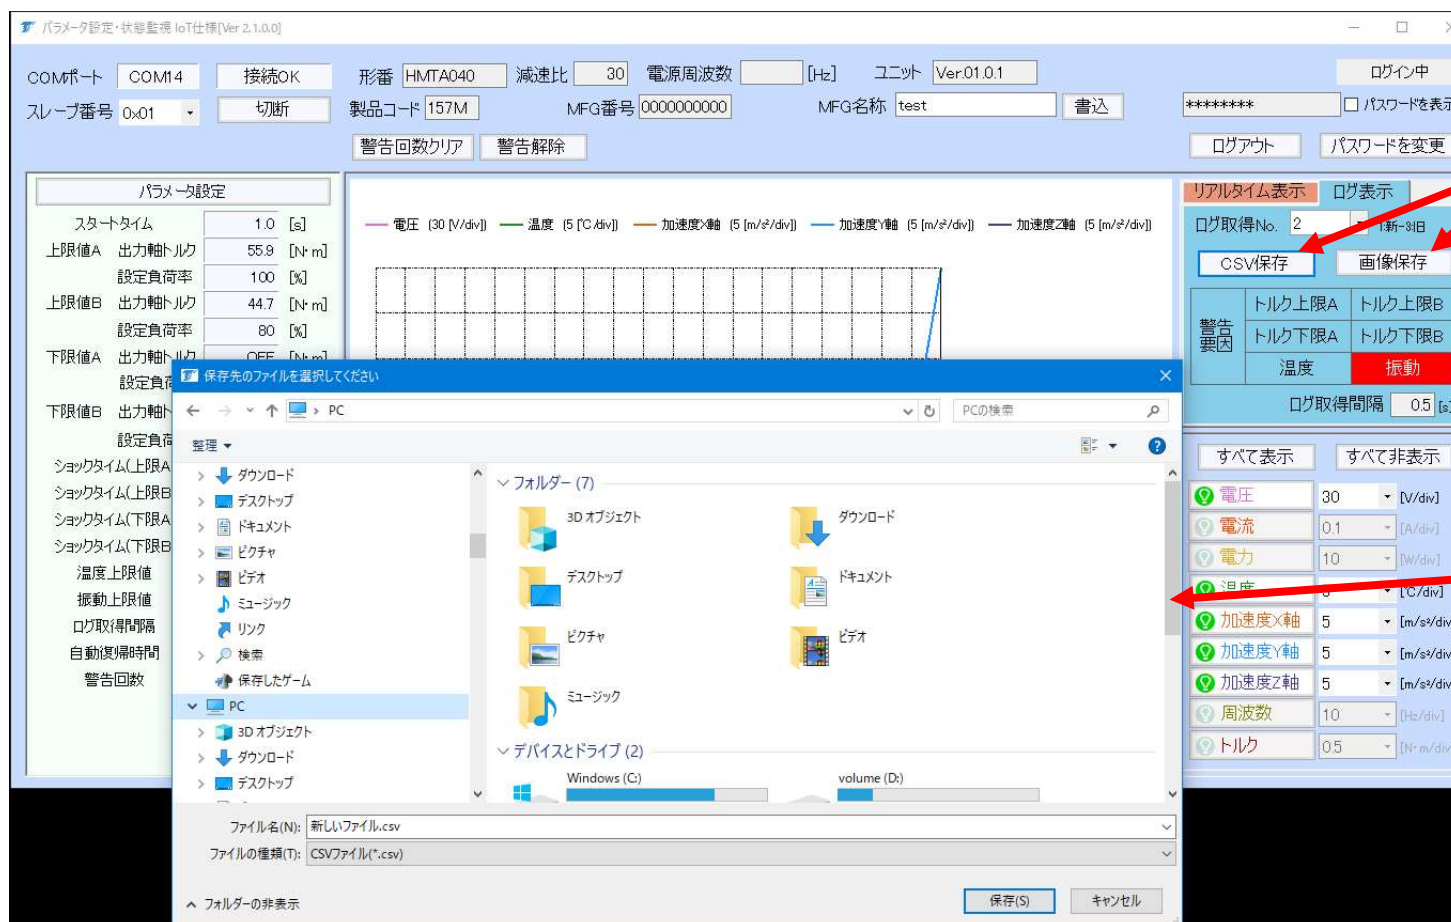 パラメータ設定・状態監視 IoT仕様[Ver 2.1.0.0]
COMポート COM14 接続OK 形番 HMTA040 減速比 30 電源周波数 [Hz] ユニット Ver.01.0.1 ログイン中
スレーブ番号 0x01 切断 製品コード 157M MFG番号 0000000000 MFG名称 test 書込 ******** パスワードを表示
警告回数クリア 警告解除 ログアウト パスワードを変更
パラメータ設定
スタートタイム 1.0 [s]
上限値A 出力軸トルク 55.9 [N・m]
設定負荷率 100 [%]
上限値B 出力軸トルク 44.7 [N・m]
設定負荷率 80 [%]
下限値A 出力軸トルク OFF [N・m]
設定負荷
下限値B 出力軸ト
設定負荷
ショックタイム(上限A
ショックタイム(上限B
ショックタイム(下限A
ショックタイム(下限B
温度上限値
振動上限値
ログ取得間隔
自動復帰時間
警告回数
電圧 (30 [V/div]) 温度 (5 [℃/div]) 加速度X軸 (5 [m/s²/div]) 加速度Y軸 (5 [m/s²/div]) 加速度Z軸 (5 [m/s²/div])
リアルタイム表示 ログ表示
ログ取得No. 2 1:新-3:旧
CSV保存 画像保存
警告要因 トルク上限A トルク上限B
トルク下限A トルク下限B
温度 振動
ログ取得間隔 0.5 [s]
すべて表示 すべて非表示
電圧 30 [V/div]
電流 0.1 [A/div]
電力 10 [W/div]
温度 [℃/div]
加速度X軸 5 [m/s²/div
加速度Y軸 5 [m/s²/div
加速度Z軸 5 [m/s²/div
周波数 10 [Hz/div]
トルク 0.5 [N・m/div
保存先のファイルを選択してください
PC PCの検索
整理
ダウンロード
デスクトップ
ドキュメント
ピクチャ
ビデオ
ミュージック
リンク
検索
保存したゲーム
PC
3D オブジェクト
ダウンロード
デスクトップ
フォルダー (7)
3D オブジェクト ダウンロード
デスクトップ ドキュメント
ピクチャ ビデオ
ミュージック
デバイスとドライブ (2)
Windows (C:) volume (D:)
ファイル名(N): 新しいファイル.csv
ファイルの種類(T): CSVファイル(*.csv)
フォルダーの非表示 保存(S) キャンセル